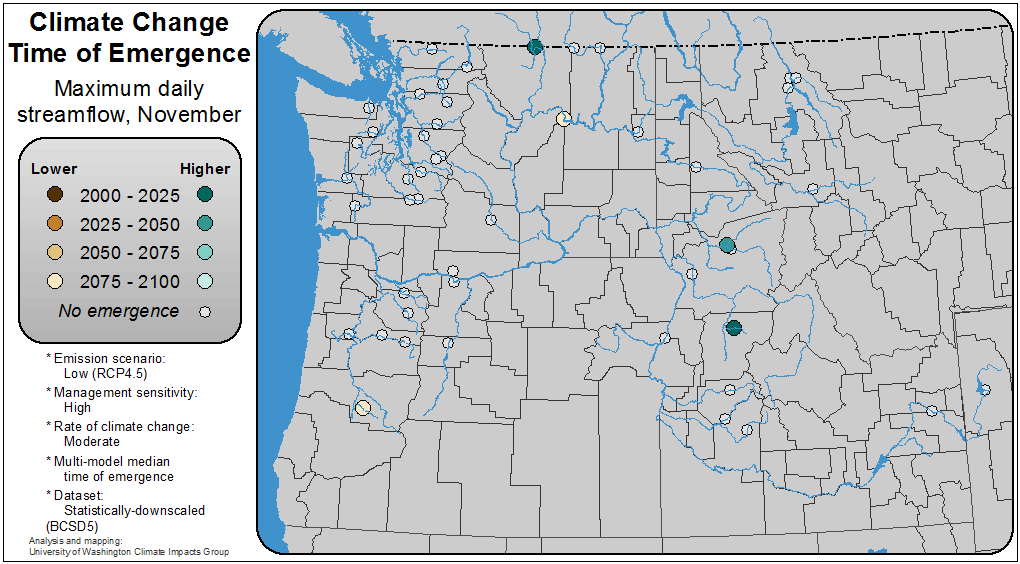 Climate Change
Time of Emergence
Maximum daily
streamflow, November
Lower Higher
2000 - 2025
2025 - 2050
2050 - 2075
2075 - 2100
No emergence
* Emission scenario:
Low (RCP4.5)
* Management sensitivity:
High
* Rate of climate change:
Moderate
* Multi-model median
time of emergence
* Dataset:
Statistically-downscaled
(BCSD5)
Analysis and mapping:
University of Washington Climate Impacts Group